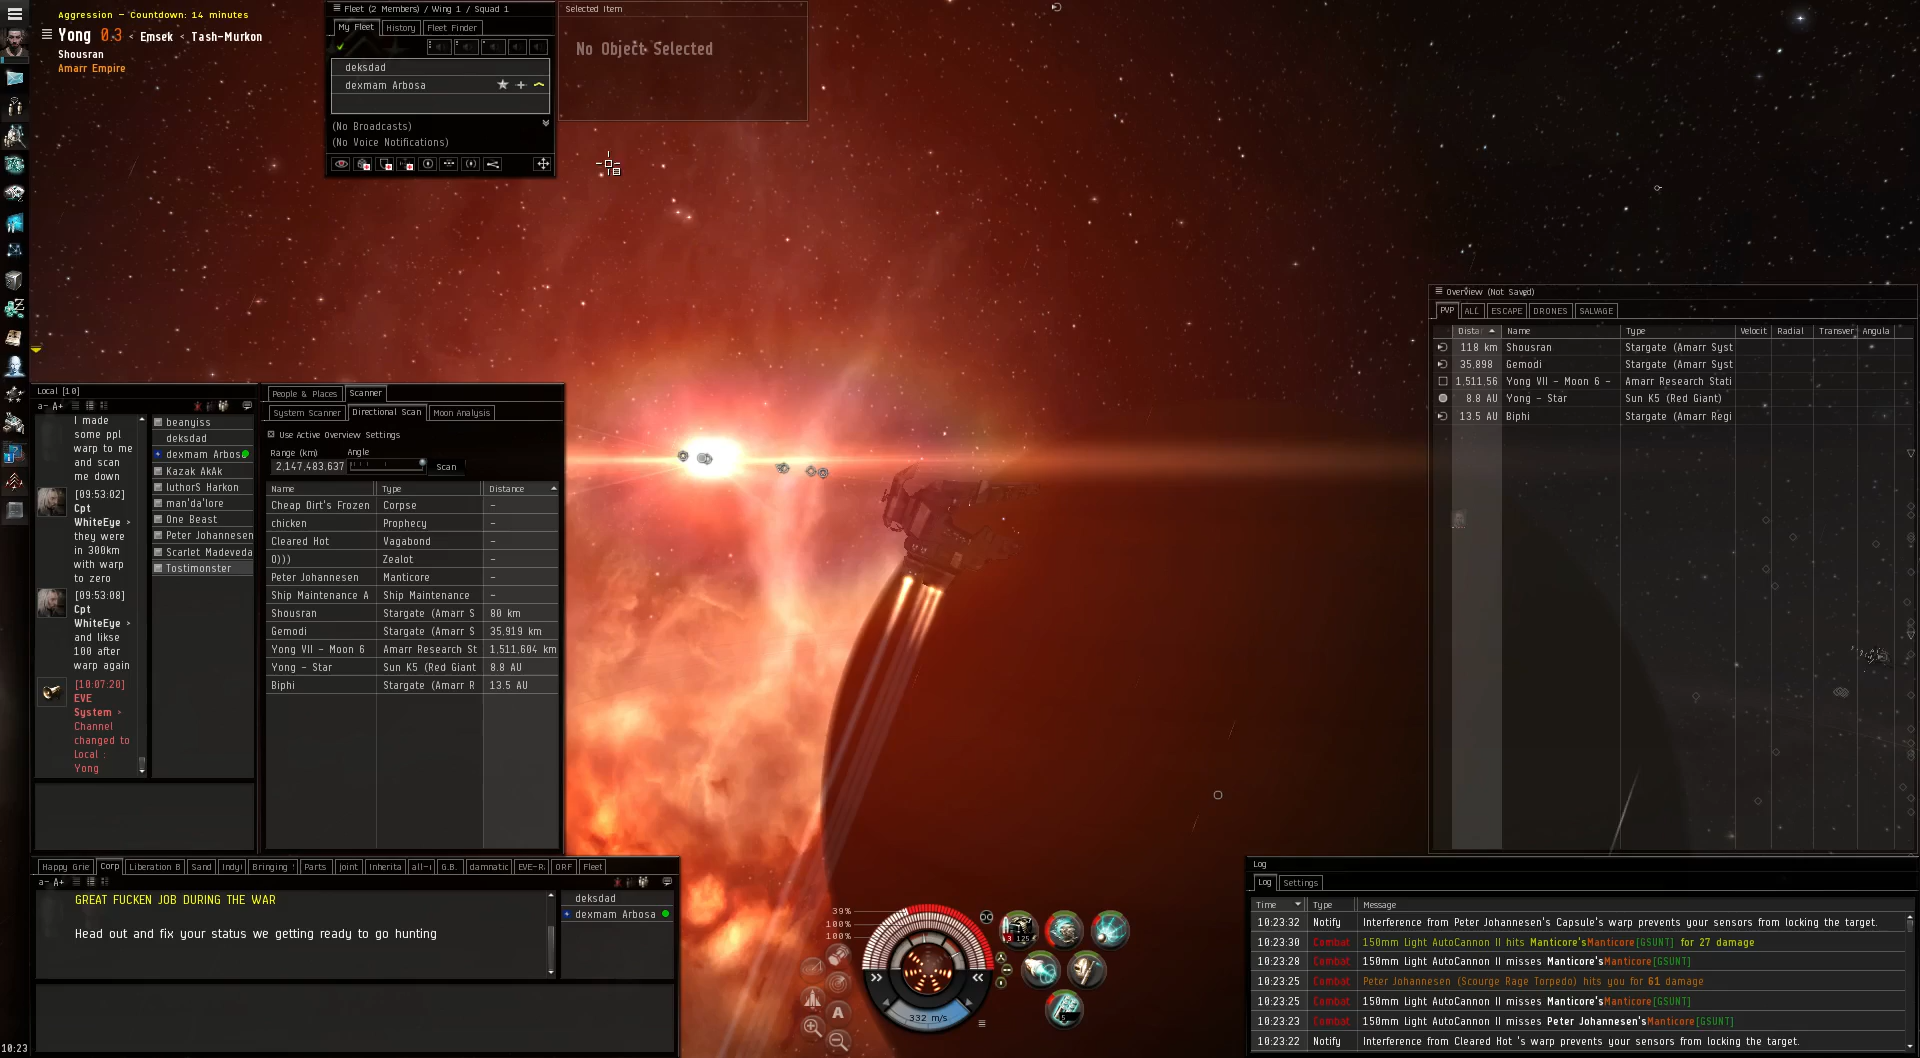 Aggression - Countdown: 14 minutes
Yong 0.3 < Emsek < Tash-Murkon
Shousran
Amarr Empire
Fleet (2 Members) / Wing 1 / Squad 1
My Fleet History Fleet Finder
deksdad
dexmam Arbosa
(No Broadcasts)
(No Voice Notifications)
Selected Item
No Object Selected
Overview (Not Saved)
PVP ALL ESCAPE DRONES SALVAGE
Dista Name Type Velocit Radial Transver Angula
118 km Shousran Stargate (Amarr Syst
35,898 Gemodi Stargate (Amarr Syst
1,511,56 Yong VII - Moon 6 - Amarr Research Stati
8.8 AU Yong - Star Sun K5 (Red Giant)
13.5 AU Biphi Stargate (Amarr Regi
Local [10]
a- A+
I made
some ppl
warp to me
and scan
me down
[09:53:02]
Cpt
WhiteEye >
they were
in 300km
with warp
to zero
[09:53:08]
Cpt
WhiteEye >
and likse
100 after
warp again
[10:07:20]
EVE
System >
Channel
changed to
Local :
Yong
beanyiss
deksdad
dexmam Arbosa
Kazak AkAk
luthorS Harkon
man'da'lore
One Beast
Peter Johannesen
Scarlet Madeveda
Tostimonster
People & Places Scanner
System Scanner Directional Scan Moon Analysis
Use Active Overview Settings
Range (km) Angle
2,147,483,637 Scan
Name Type Distance
Cheap Dirt's Frozen Corpse -
chicken Prophecy -
Cleared Hot Vagabond -
O))) Zealot -
Peter Johannesen Manticore -
Ship Maintenance A Ship Maintenance -
Shousran Stargate (Amarr S 80 km
Gemodi Stargate (Amarr S 35,919 km
Yong VII - Moon 6 Amarr Research St 1,511,604 km
Yong - Star Sun K5 (Red Giant 8.8 AU
Biphi Stargate (Amarr R 13.5 AU
Happy Grie Corp Liberation B Sand Indy Bringing ' Parts joint Inherita all-i G.B. damnatic EVE-R. ORF Fleet
a- A+
GREAT FUCKEN JOB DURING THE WAR
Head out and fix your status we getting ready to go hunting
deksdad
dexmam Arbosa
39%
100%
100%
332 m/s
A
Log
Log Settings
Time Type Message
10:23:32 Notify Interference from Peter Johannesen's Capsule's warp prevents your sensors from locking the target.
10:23:30 Combat 150mm Light AutoCannon II hits Manticore'sManticore[GSUNT] for 27 damage
10:23:28 Combat 150mm Light AutoCannon II misses Manticore'sManticore[GSUNT]
10:23:25 Combat Peter Johannesen (Scourge Rage Torpedo) hits you for 61 damage
10:23:25 Combat 150mm Light AutoCannon II misses Manticore'sManticore[GSUNT]
10:23:23 Combat 150mm Light AutoCannon II misses Peter Johannesen'sManticore[GSUNT]
10:23:22 Notify Interference from Cleared Hot 's warp prevents your sensors from locking the target.
10:23